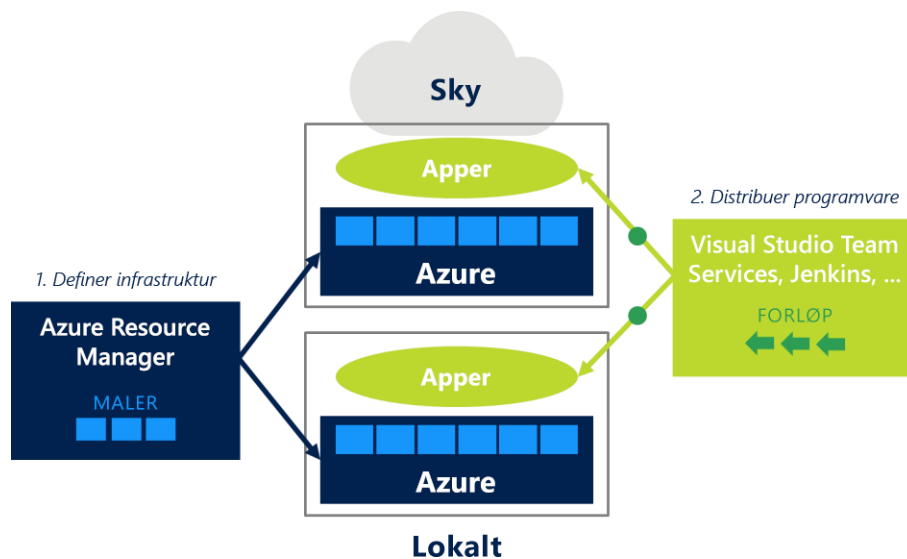 Sky
Apper
Azure
1. Definer infrastruktur
Azure Resource
Manager
MALER
2. Distribuer programvare
Visual Studio Team
Services, Jenkins, ...
FORLØP
Apper
Azure
Lokalt